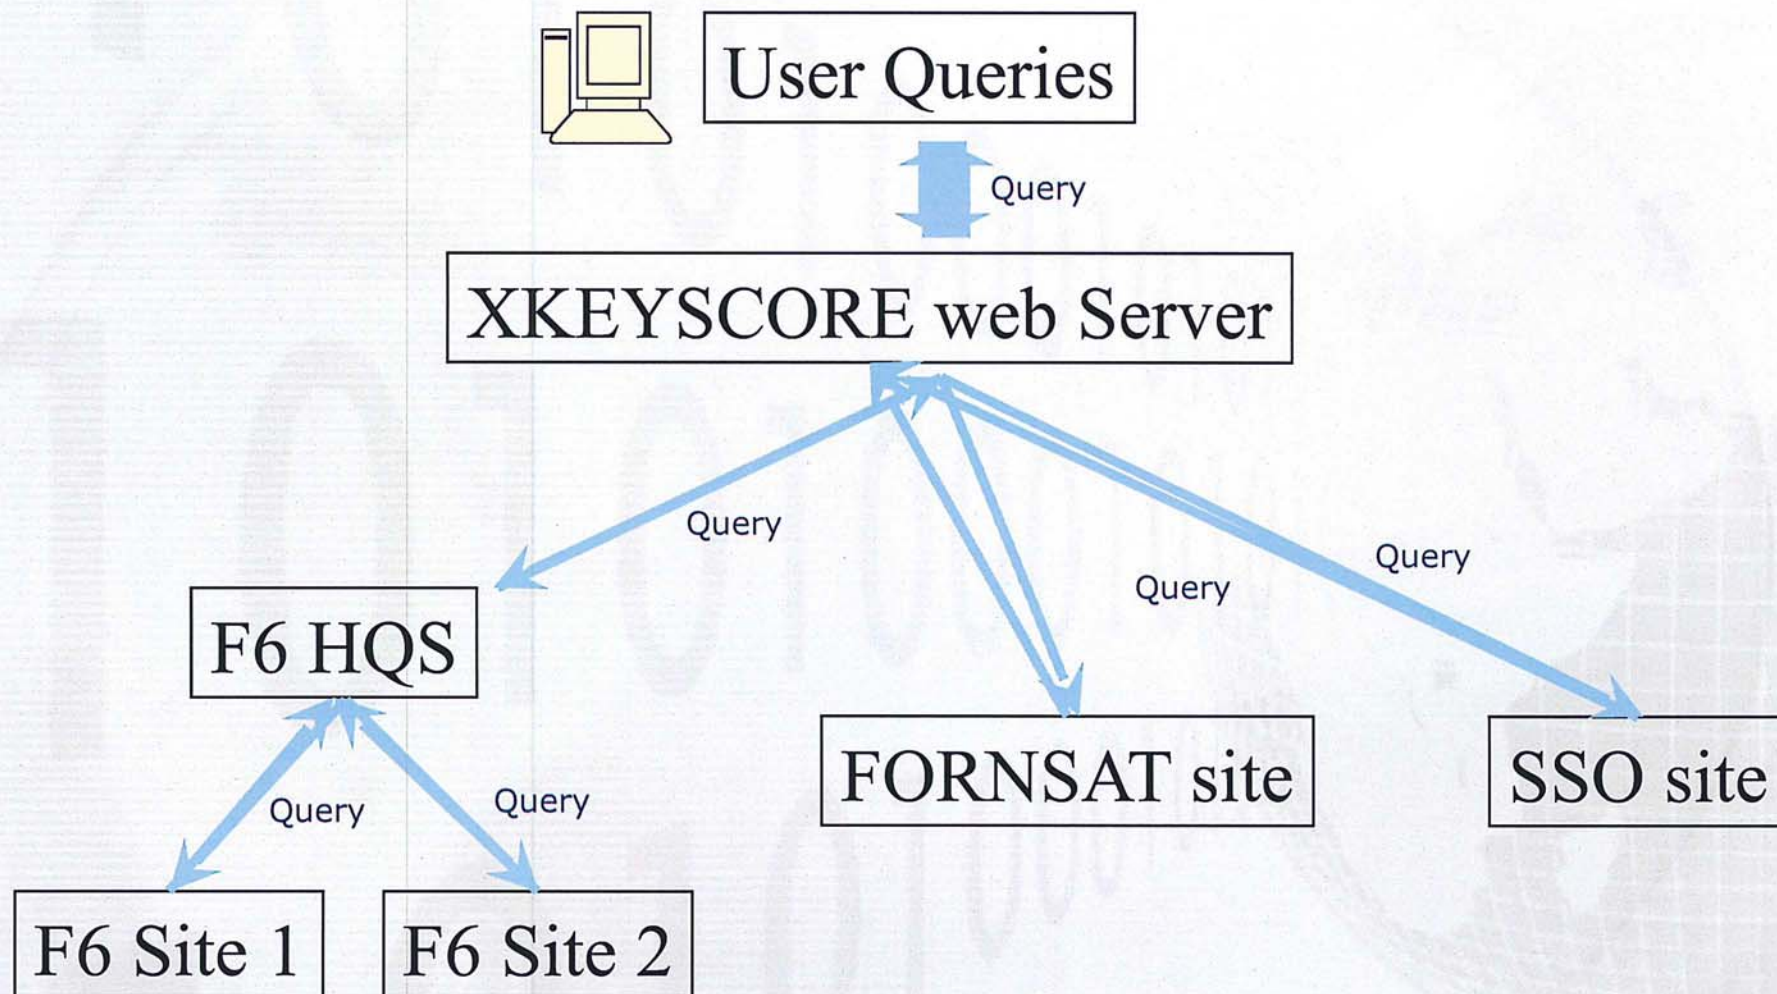 User Queries
Query
XKEYSCORE web Server
Query
Query
Query
F6 HQS
FORNSAT site
SSO site
Query
Query
F6 Site 1
F6 Site 2